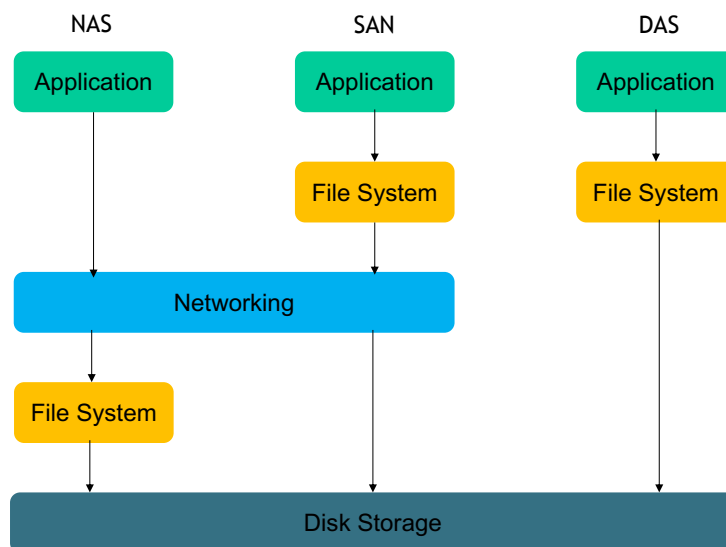 NAS
SAN
DAS
Application
Application
Application
File System
File System
Networking
File System
Disk Storage